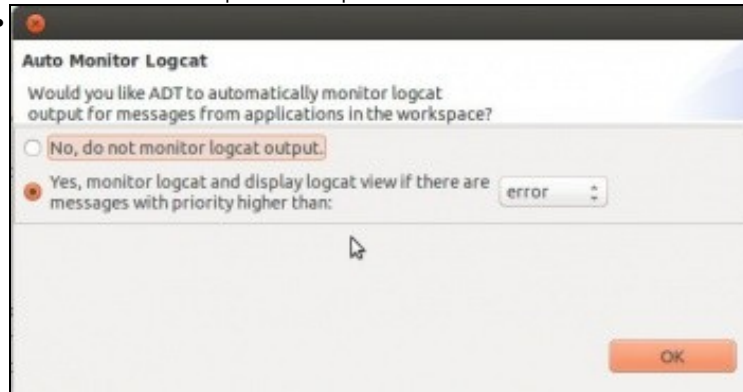 Auto Monitor Logcat
Would you like ADT to automatically monitor logcat
output for messages from applications in the workspace?
No, do not monitor logcat output.
Yes, monitor logcat and display logcat view if there are
messages with priority higher than:
error
OK